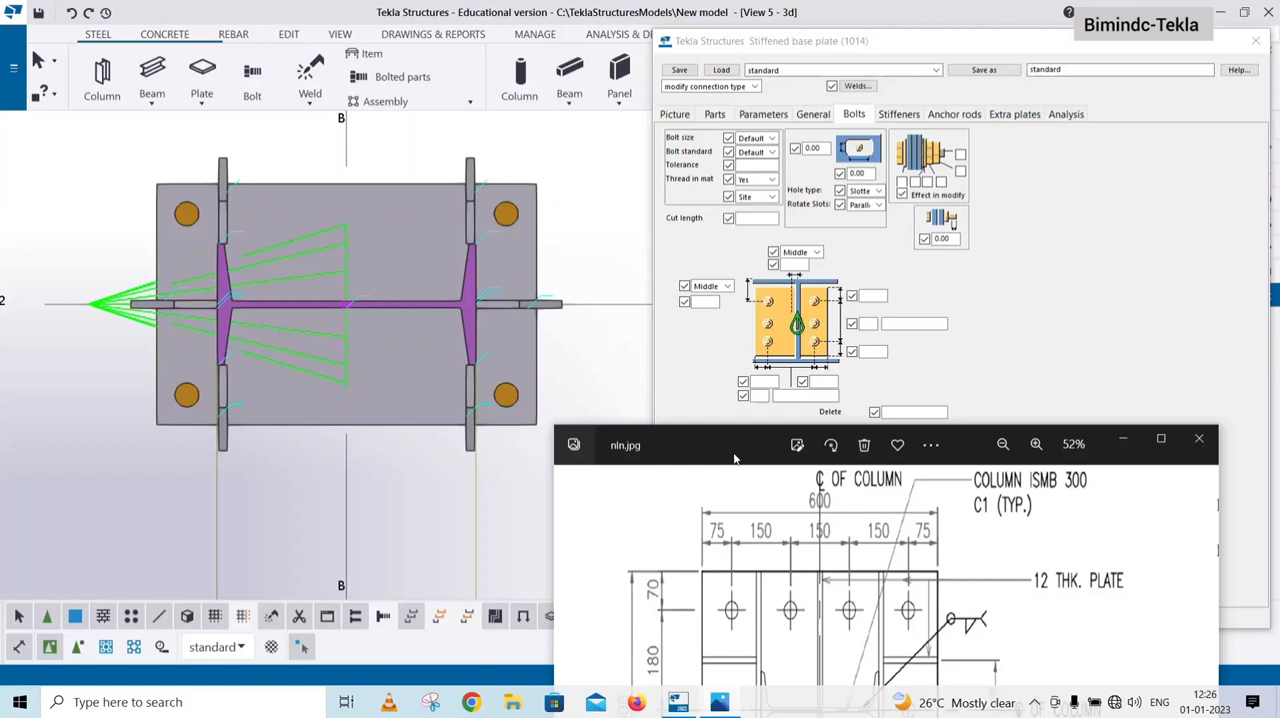 Tekla Structures - Educational version - [C:\TeklaStructuresModels\New model - [View 5 - 3d]
Bimindc-Tekla
STEEL CONCRETE REBAR EDIT VIEW DRAWINGS & REPORTS MANAGE ANALYSIS & DE
Column Beam Plate Bolt Weld
Item
Bolted parts
Assembly
Column Beam Panel
Tekla Structures Stiffened base plate (1014)
Save Load standard Save as standard Help...
modify connection type Welds...
Picture Parts Parameters General Bolts Stiffeners Anchor rods Extra plates Analysis
Bolt size Default
Bolt standard Default
Tolerance
Thread in mat Yes
Site
Cut length
0.00
0.00
Hole type: Slotte
Rotate Slots: Parall
Effect in modify
0.00
Middle
Middle
Delete
B
2
B
nln.jpg
52%
₵ OF COLUMN
COLUMN ISMB 300
C1 (TYP.)
600
75 150 150 150 75
70
12 THK. PLATE
180
standard
Type here to search
26°C Mostly clear
ENG
12:26
01-01-2023